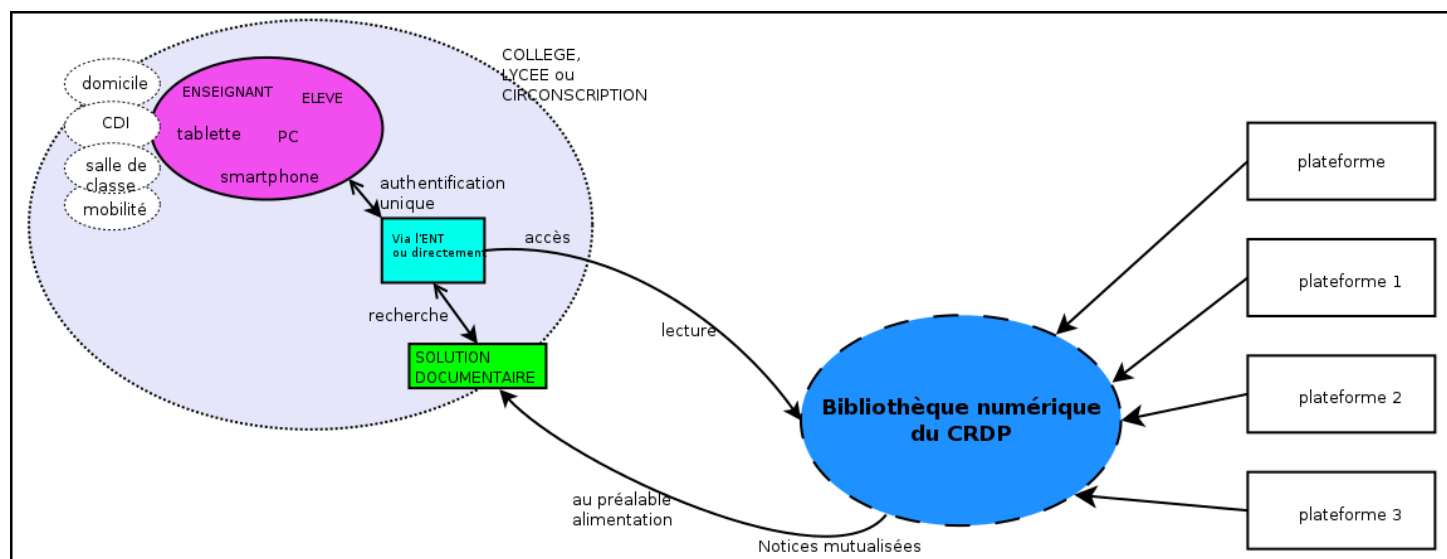 COLLEGE,
LYCEE ou
CIRCONSCRIPTION
domicile
CDI
salle de
classe
mobilité
ENSEIGNANT
ELEVE
tablette
PC
smartphone
authentification
unique
Via l'ENT
ou directement
accès
recherche
lecture
SOLUTION
DOCUMENTAIRE
Bibliothèque numérique
du CRDP
au préalable
alimentation
Notices mutualisées
plateforme
plateforme 1
plateforme 2
plateforme 3